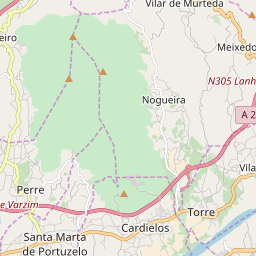 Vilar de Murteda
eiro
Meixedo
N305 Lanh
Nogueira
A 2
Perre
Vila
e Varzim
Torre
Cardielos
Santa Marta
de Portuzelo